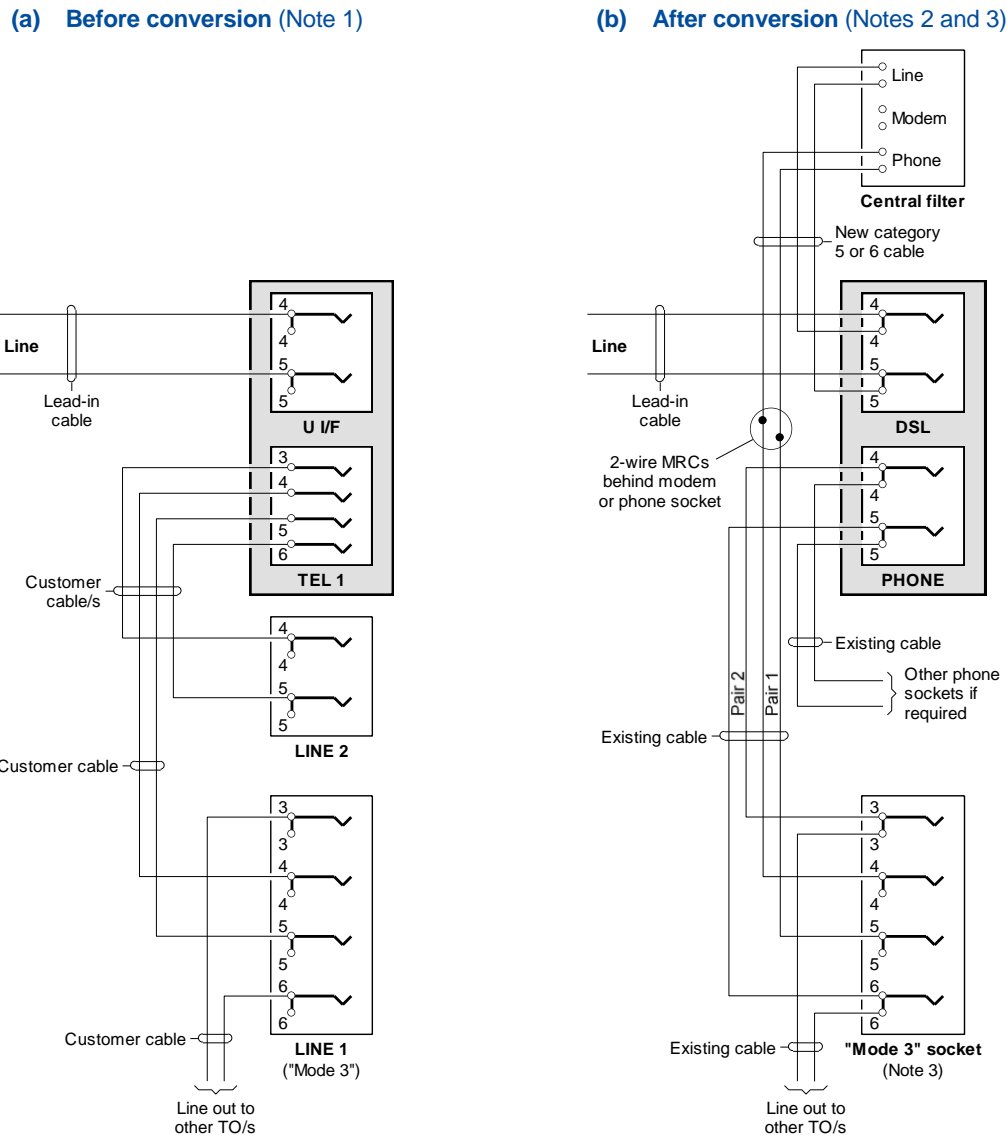 (a) Before conversion (Note 1)
Line
Lead-in
cable
4
4
5
5
U I/F
3
4
5
6
TEL 1
Customer
cable/s
4
4
5
5
LINE 2
Customer cable
3
3
4
4
5
5
6
6
LINE 1
("Mode 3")
Customer cable
Line out to
other TO/s
(b) After conversion (Notes 2 and 3)
Line
Modem
Phone
Central filter
New category
5 or 6 cable
Line
Lead-in
cable
4
4
5
5
DSL
2-wire MRCs
behind modem
or phone socket
4
4
5
5
PHONE
Existing cable
Other phone
sockets if
required
Pair 2
Pair 1
Existing cable
3
3
4
4
5
5
6
6
"Mode 3" socket
(Note 3)
Existing cable
Line out to
other TO/s